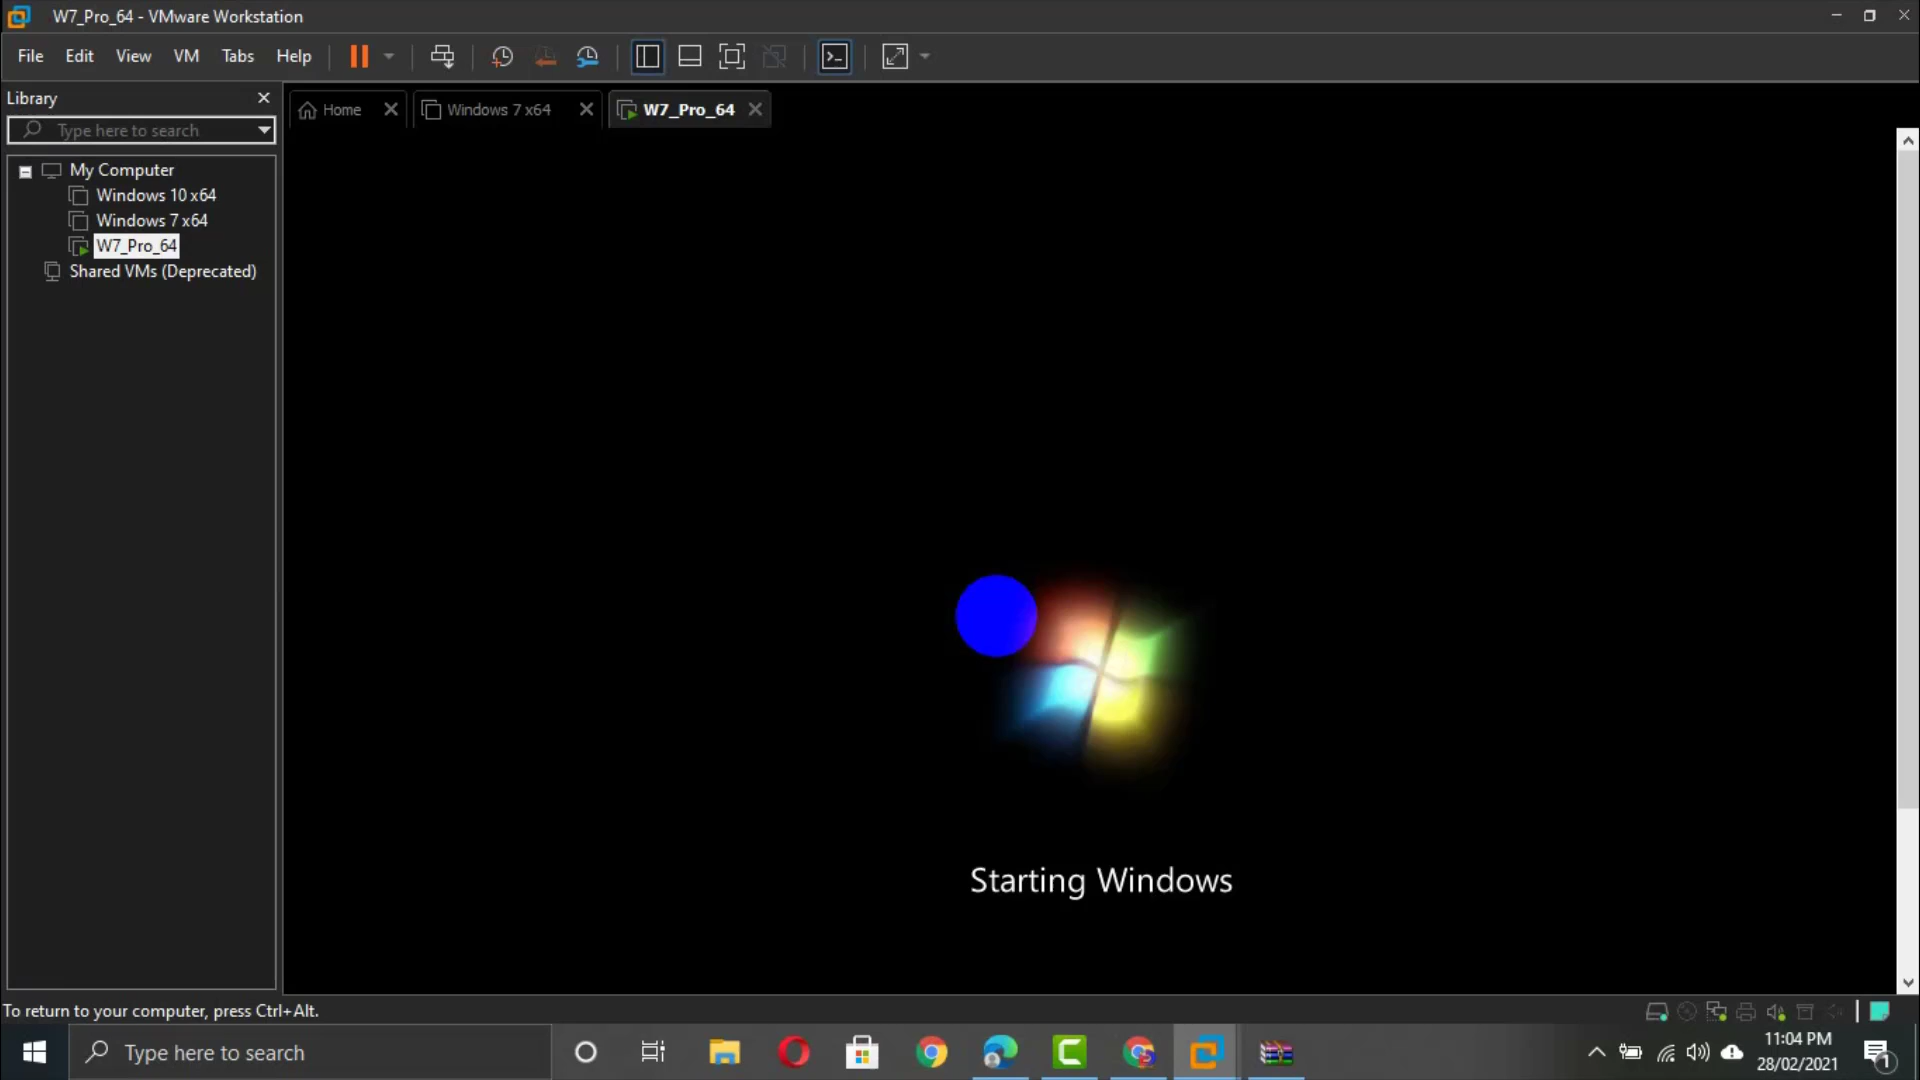 W7_Pro_64 - VMware Workstation
File Edit View VM Tabs Help
Library
Type here to search
Home
Windows 7 x64
W7_Pro_64
My Computer
Windows 10 x64
Windows 7 x64
W7_Pro_64
Shared VMs (Deprecated)
Starting Windows
To return to your computer, press Ctrl+Alt.
Type here to search
11:04 PM
28/02/2021
1